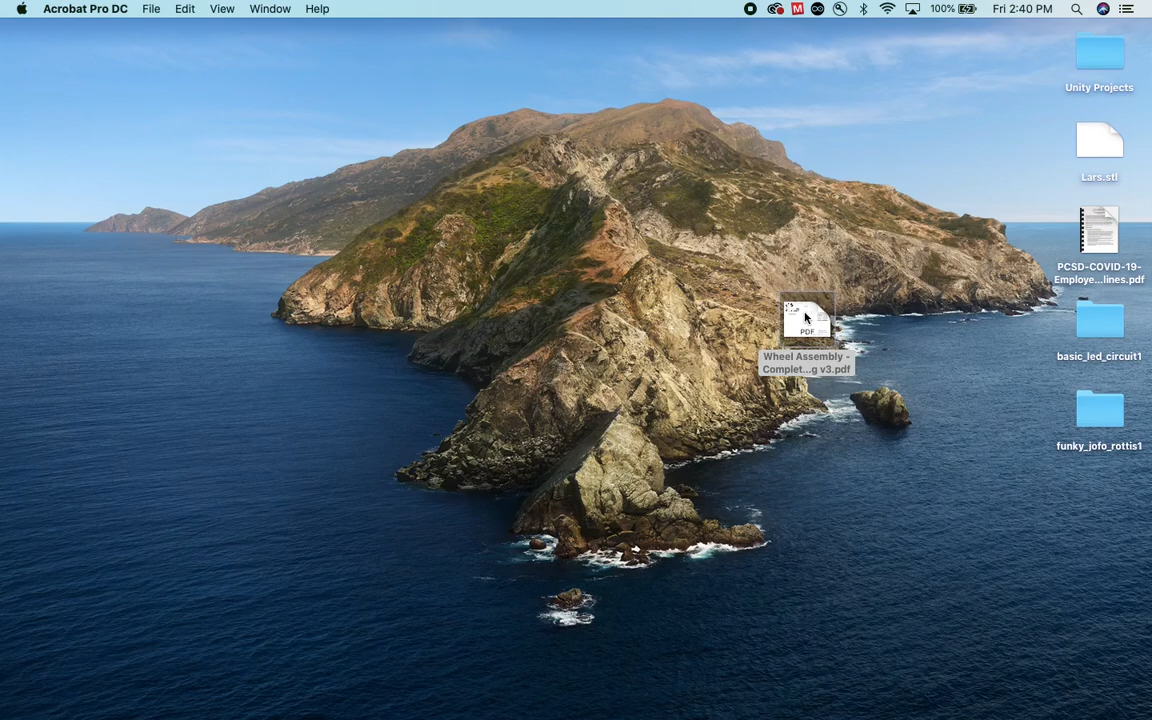 Acrobat Pro DC File Edit View Window Help
100% Fri 2:40 PM
Unity Projects
Lars.stl
PCSD-COVID-19-
Employe...lines.pdf
PDF
Wheel Assembly -
Complet...g v3.pdf
basic_led_circuit1
funky_jofo_rottis1